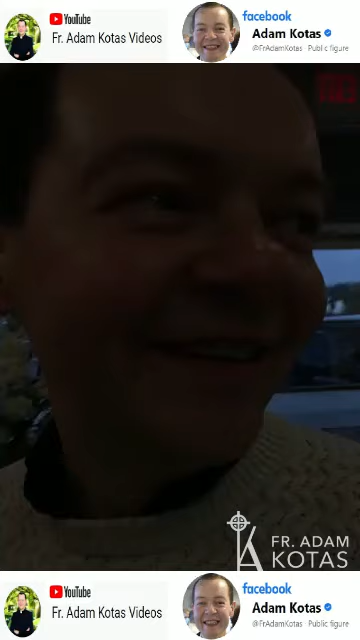 YouTube
Fr. Adam Kotas Videos
facebook
Adam Kotas
@FrAdamKotas · Public figure
FR. ADAM
KOTAS
YouTube
Fr. Adam Kotas Videos
facebook
Adam Kotas
@FrAdamKotas · Public figure